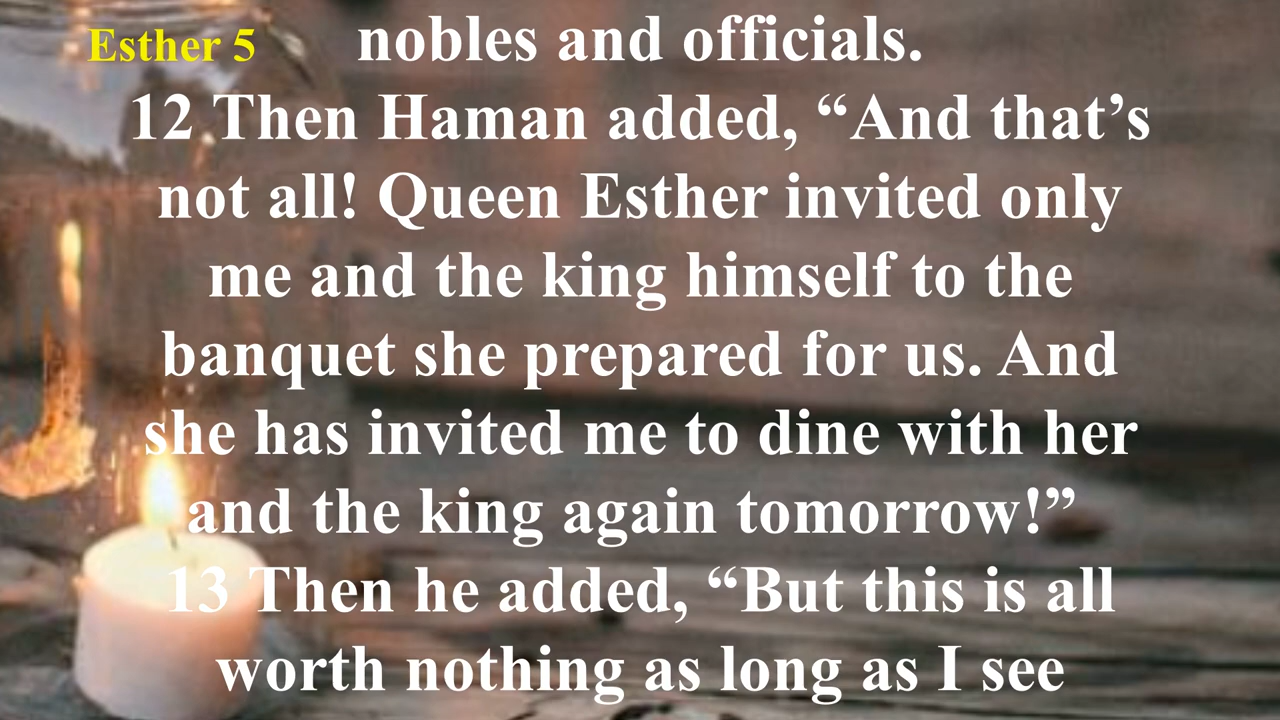 Esther 5
nobles and officials.
12 Then Haman added, “And that’s
not all! Queen Esther invited only
me and the king himself to the
banquet she prepared for us. And
she has invited me to dine with her
and the king again tomorrow!”
13 Then he added, “But this is all
worth nothing as long as I see